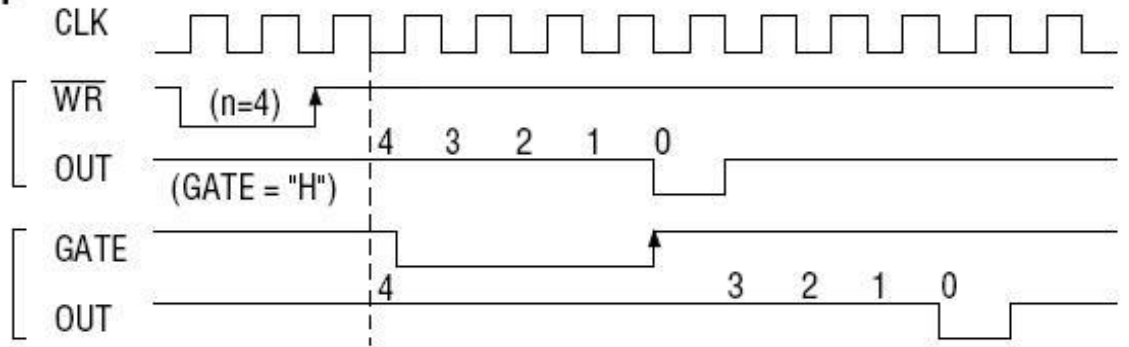 CLK
WR (n=4)
4 3 2 1 0
OUT
(GATE = "H")
GATE
4 3 2 1 0
OUT